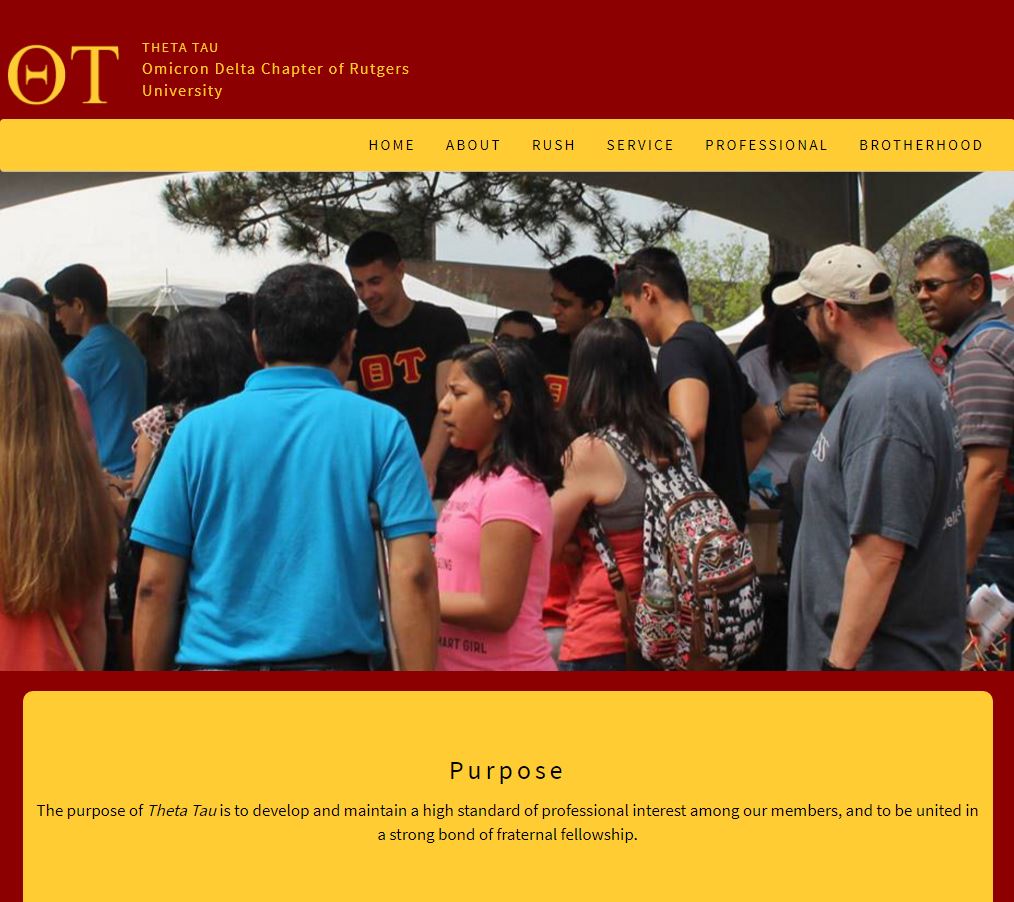 ΘΤ
THETA TAU
Omicron Delta Chapter of Rutgers
University
HOME ABOUT RUSH SERVICE PROFESSIONAL BROTHERHOOD
ΘΤ
MART GIRL
Purpose
The purpose of Theta Tau is to develop and maintain a high standard of professional interest among our members, and to be united in
a strong bond of fraternal fellowship.